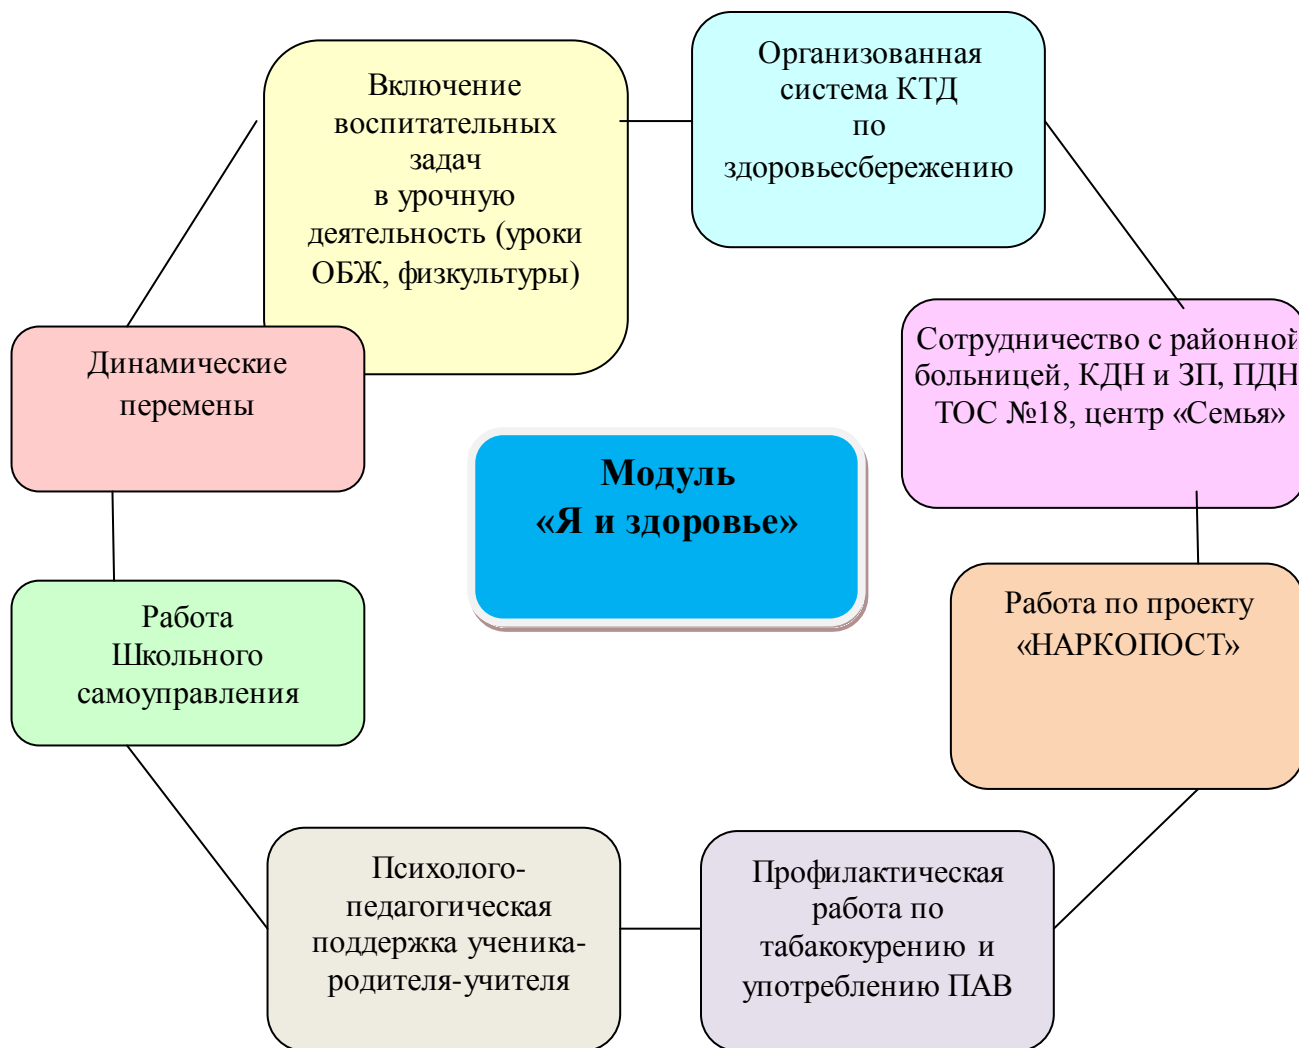 Включение
воспитательных
задач
в урочную
деятельность (уроки
ОБЖ, физкультуры)
Организованная
система КТД
по
здоровьесбережению
Динамические
перемены
Сотрудничество с районной
больницей, КДН и ЗП, ПДН
ТОС №18, центр «Семья»
Модуль
«Я и здоровье»
Работа
Школьного
самоуправления
Работа по проекту
«НАРКОПОСТ»
Психолого-
педагогическая
поддержка ученика-
родителя-учителя
Профилактическая
работа по
табакокурению и
употреблению ПАВ